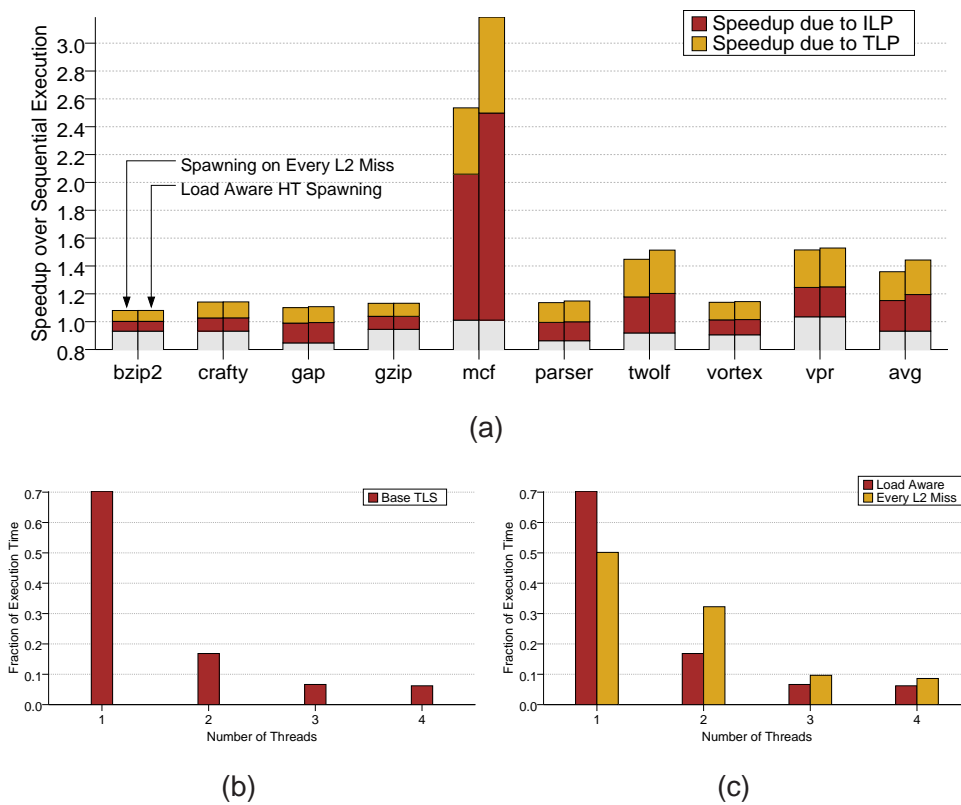 Speedup over Sequential Execution
3.0
2.8
2.6
2.4
2.2
2.0
1.8
1.6
1.4
1.2
1.0
0.8
Speedup due to ILP
Speedup due to TLP
Spawning on Every L2 Miss
Load Aware HT Spawning
bzip2 crafty gap gzip mcf parser twolf vortex vpr avg
(a)
Fraction of Execution Time
0.7
0.6
0.5
0.4
0.3
0.2
0.1
0.0
Base TLS
1 2 3 4
Number of Threads
(b)
Fraction of Execution Time
0.7
0.6
0.5
0.4
0.3
0.2
0.1
0.0
Load Aware
Every L2 Miss
1 2 3 4
Number of Threads
(c)